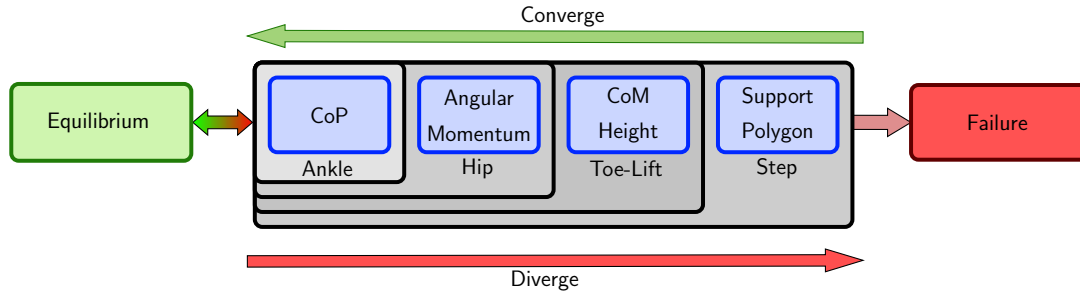 Converge
Equilibrium
CoP
Ankle
Angular
Momentum
Hip
CoM
Height
Toe-Lift
Support
Polygon
Step
Failure
Diverge